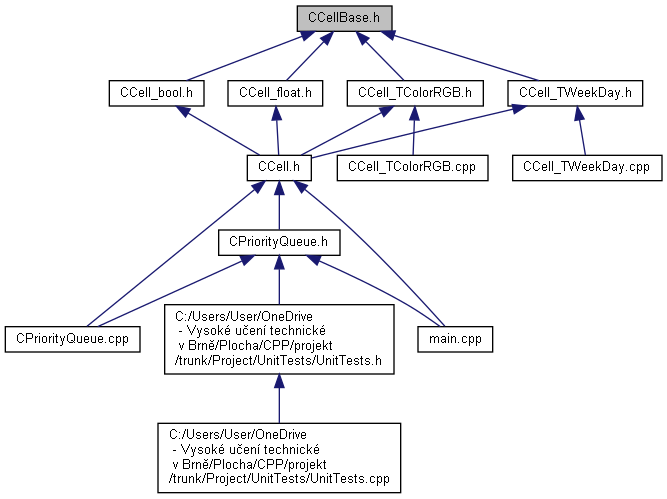 CCellBase.h
CCell_bool.h
CCell_float.h
CCell_TColorRGB.h
CCell_TWeekDay.h
CCell.h
CCell_TColorRGB.cpp
CCell_TWeekDay.cpp
CPriorityQueue.h
CPriorityQueue.cpp
C:/Users/User/OneDrive
- Vysoké učení technické
v Brně/Plocha/CPP/projekt
/trunk/Project/UnitTests/UnitTests.h
main.cpp
C:/Users/User/OneDrive
- Vysoké učení technické
v Brně/Plocha/CPP/projekt
/trunk/Project/UnitTests/UnitTests.cpp